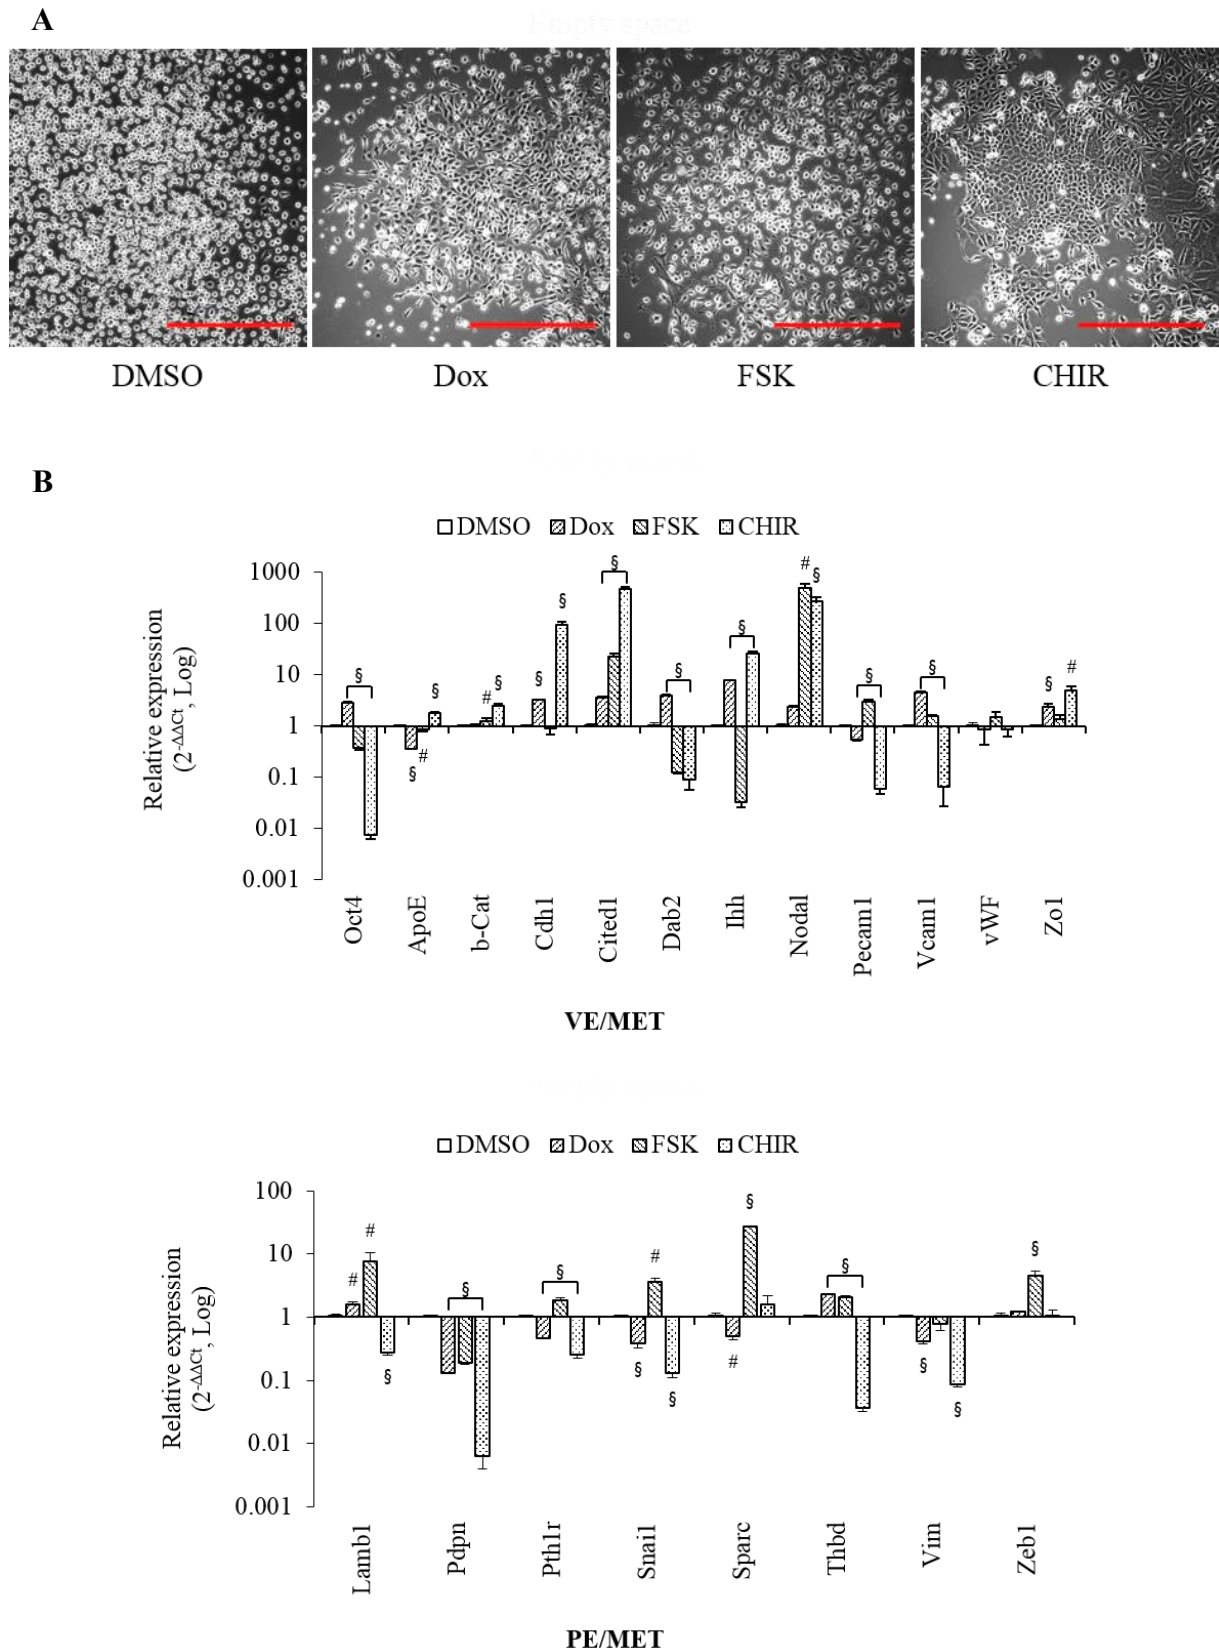 A
Empty space
DMSO
Dox
FSK
CHIR
B
DMSO Dox FSK CHIR
Relative expression
(2-ΔΔCt, Log)
1000
100
10
1
0.1
0.01
0.001
§
§
#
§
#
§
§
§
§
§
§
#
§
§
§
§
#
Oct4
ApoE
b-Cat
Cdh1
Cited1
Dab2
Ihh
Nodal
Pecam1
Vcam1
vWF
Zo1
VE/MET
DMSO Dox FSK CHIR
Relative expression
(2-ΔΔCt, Log)
100
10
1
0.1
0.01
0.001
#
#
§
§
§
§
#
§
#
§
§
§
§
§
Lamb1
Pdpn
Pth1r
Snail
Sparc
Thbd
Vim
Zeb1
PE/MET